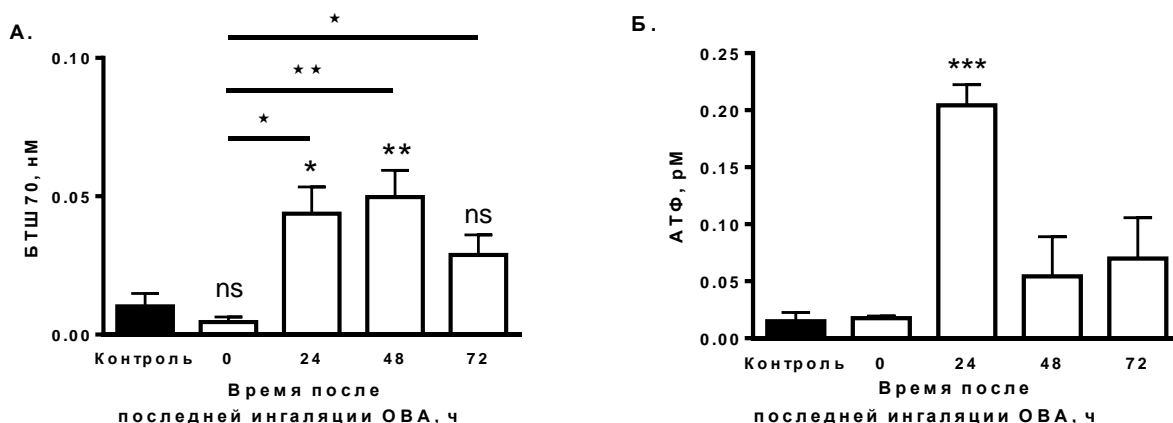 А.
★
★★
★
0.10
0.05
0.00
БТШ70, нМ
ns
*
**
ns
Контроль 0 24 48 72
Время после
последней ингаляции ОВА, ч
Б.
0.25
0.20
0.15
0.10
0.05
0.00
АТФ, pM
***
Контроль 0 24 48 72
Время после
последней ингаляции ОВА, ч